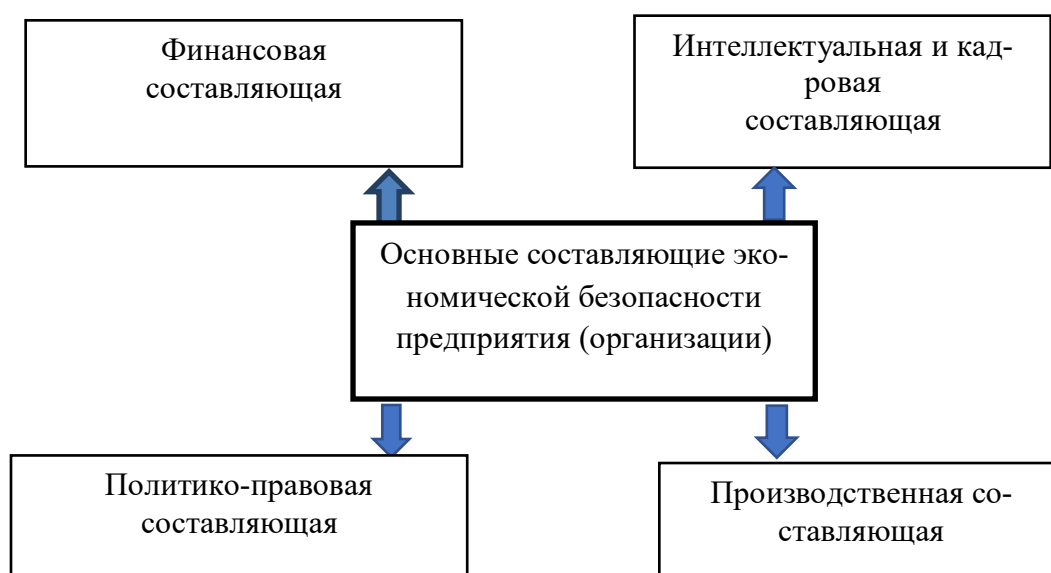 Финансовая
составляющая
Интеллектуальная и кад-
ровая
составляющая
Основные составляющие эко-
номической безопасности
предприятия (организации)
Политико-правовая
составляющая
Производственная со-
ставляющая